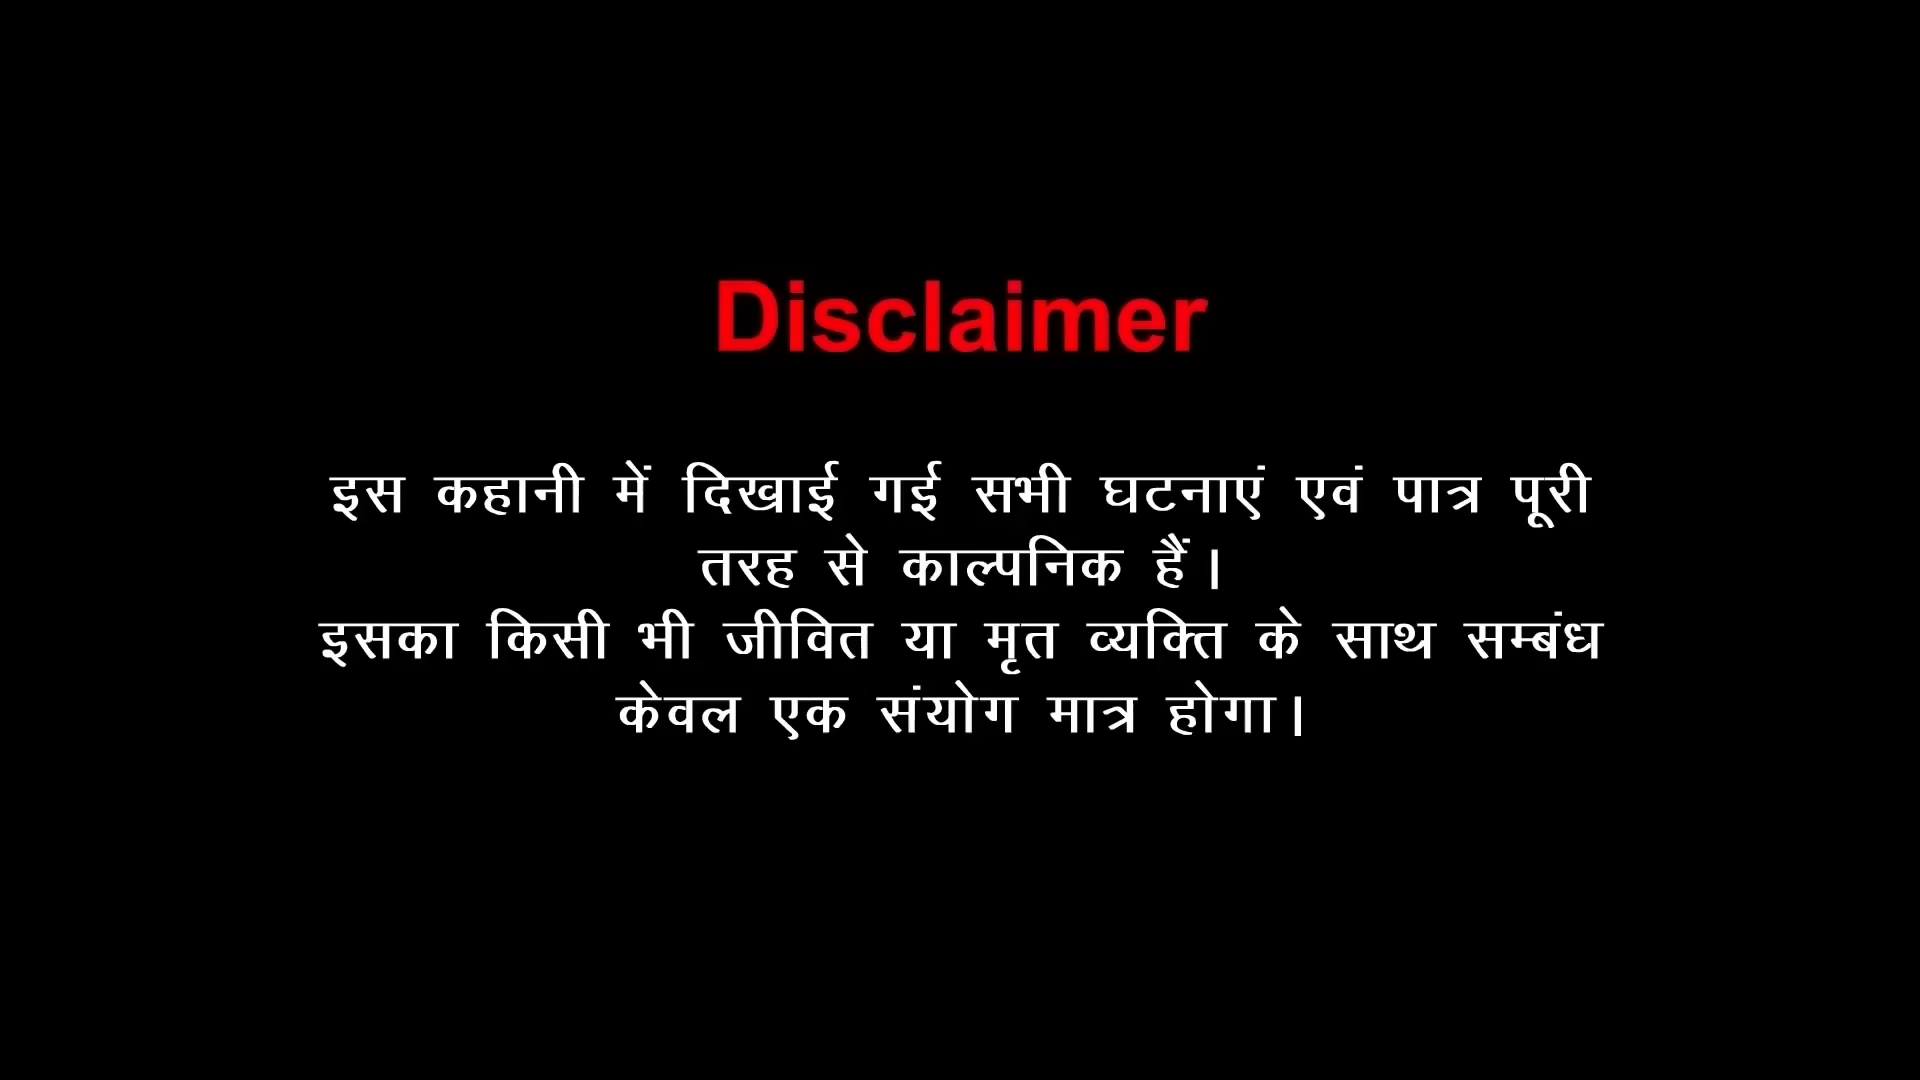 Disclaimer
इस कहानी में दिखाई गई सभी घटनाएं एवं पात्र पूरी
तरह से काल्पनिक हैं।
इसका किसी भी जीवित या मृत व्यक्ति के साथ सम्बंध
केवल एक संयोग मात्र होगा।